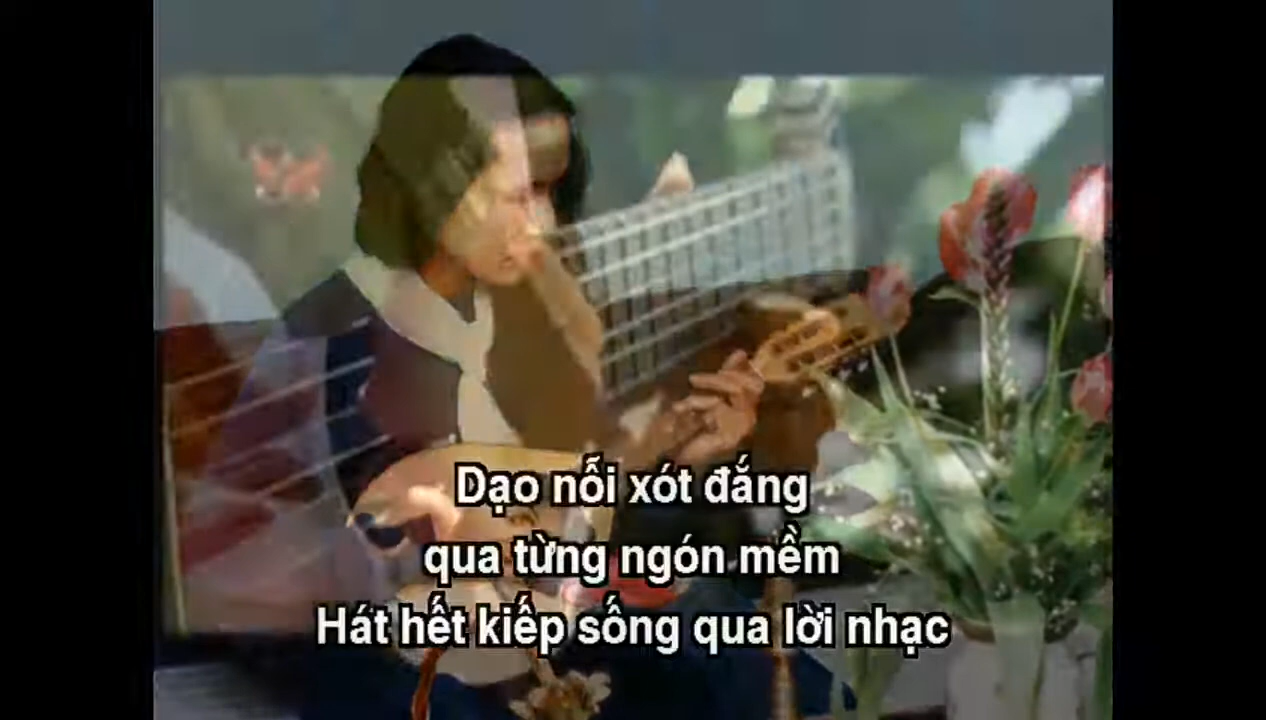 Dạo nỗi xót đắng
qua từng ngón mềm
Hát hết kiếp sống qua lời nhạc